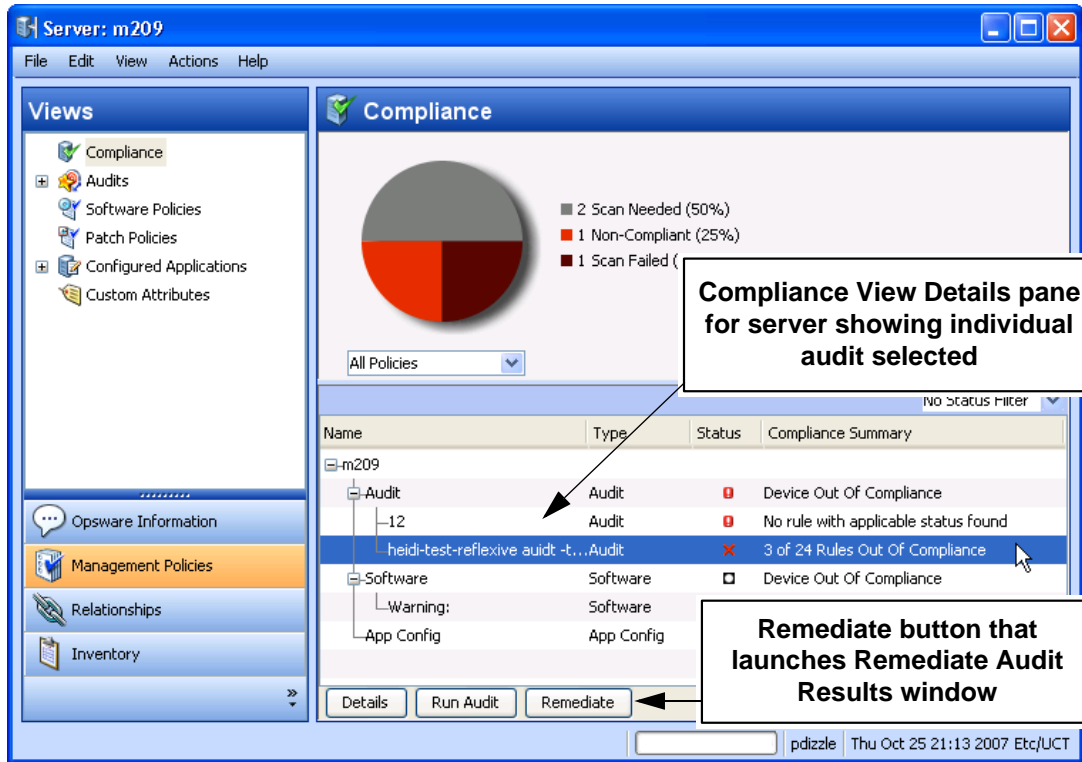 Server: m209
File Edit View Actions Help
Views
Compliance
Audits
Software Policies
Patch Policies
Configured Applications
Custom Attributes
Opsware Information
Management Policies
Relationships
Inventory
Compliance
2 Scan Needed (50%)
1 Non-Compliant (25%)
1 Scan Failed (
Compliance View Details pane
for server showing individual
audit selected
All Policies
No Status Filter
Name Type Status Compliance Summary
m209
Audit Audit Device Out Of Compliance
12 Audit No rule with applicable status found
heidi-test-reflexive auidt -t... Audit 3 of 24 Rules Out Of Compliance
Software Software Device Out Of Compliance
Warning: Software
App Config App Config
Remediate button that
launches Remediate Audit
Results window
Details Run Audit Remediate
pdizzle Thu Oct 25 21:13 2007 Etc/UCT